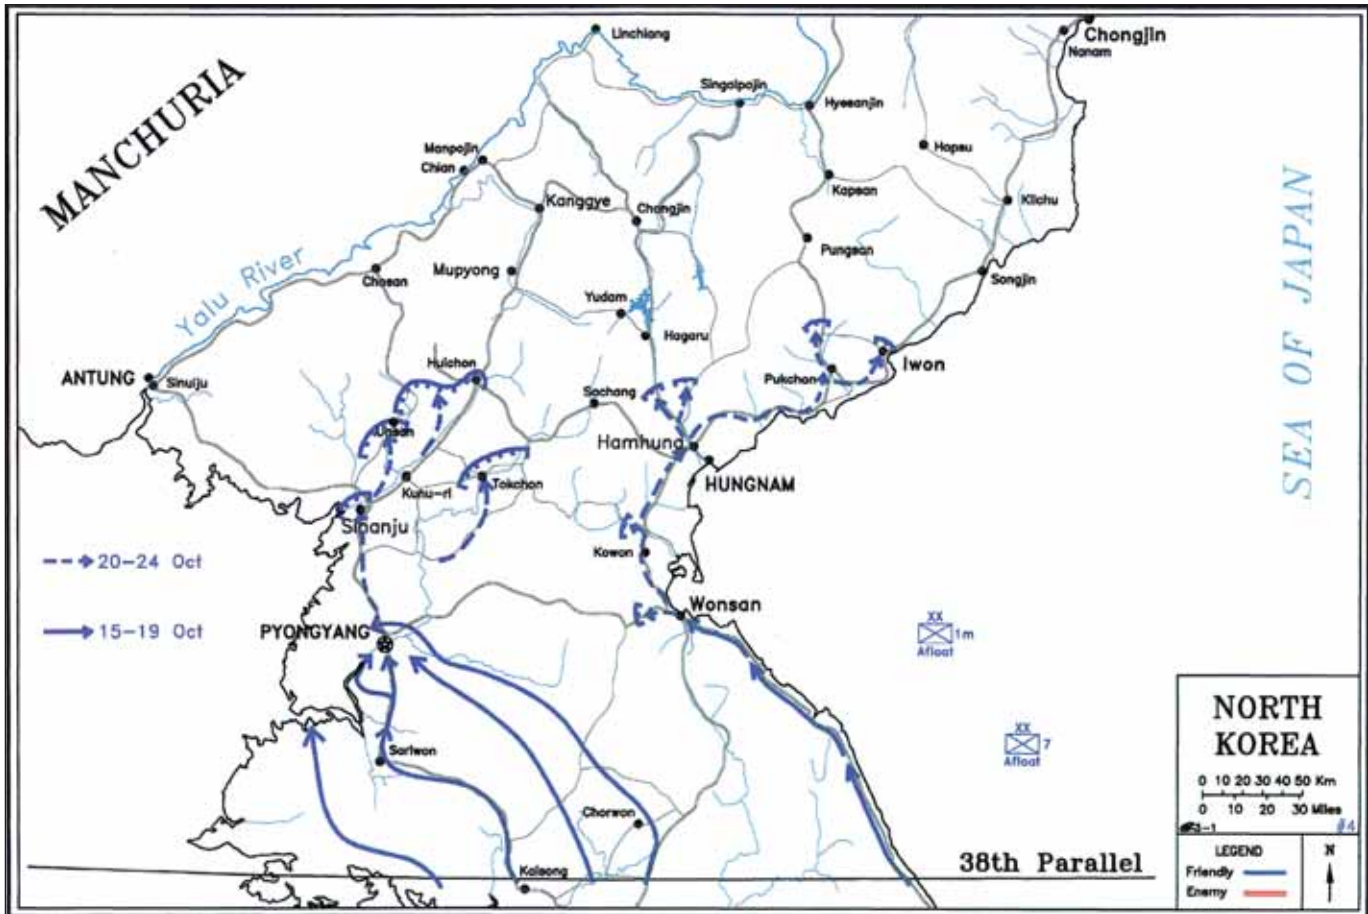 Chongjin
Nanam
Linchiang
Singalpojin
Hyesanjin
MANCHURIA
Manpojin
Chian
Hapsu
Kapsan
Kanggye
Changjin
Kilchu
Pungsan
SEA OF JAPAN
Yalu River
Chosan
Mupyong
Songjin
Yudam
Hagaru
Iwon
ANTUNG
Sinuiju
Huichon
Pukchon
Sachang
Unsan
Hamhung
Kunu-ri
Tokchon
HUNGNAM
Sinanju
Kowon
20-24 Oct
Wonsan
15-19 Oct
PYONGYANG
XX
1m
Afloat
XX
7
Afloat
Sariwon
Chorwon
NORTH
KOREA
0 10 20 30 40 50 Km
0 10 20 30 Miles
#4
38th Parallel
Kaesong
LEGEND
Friendly
Enemy
N